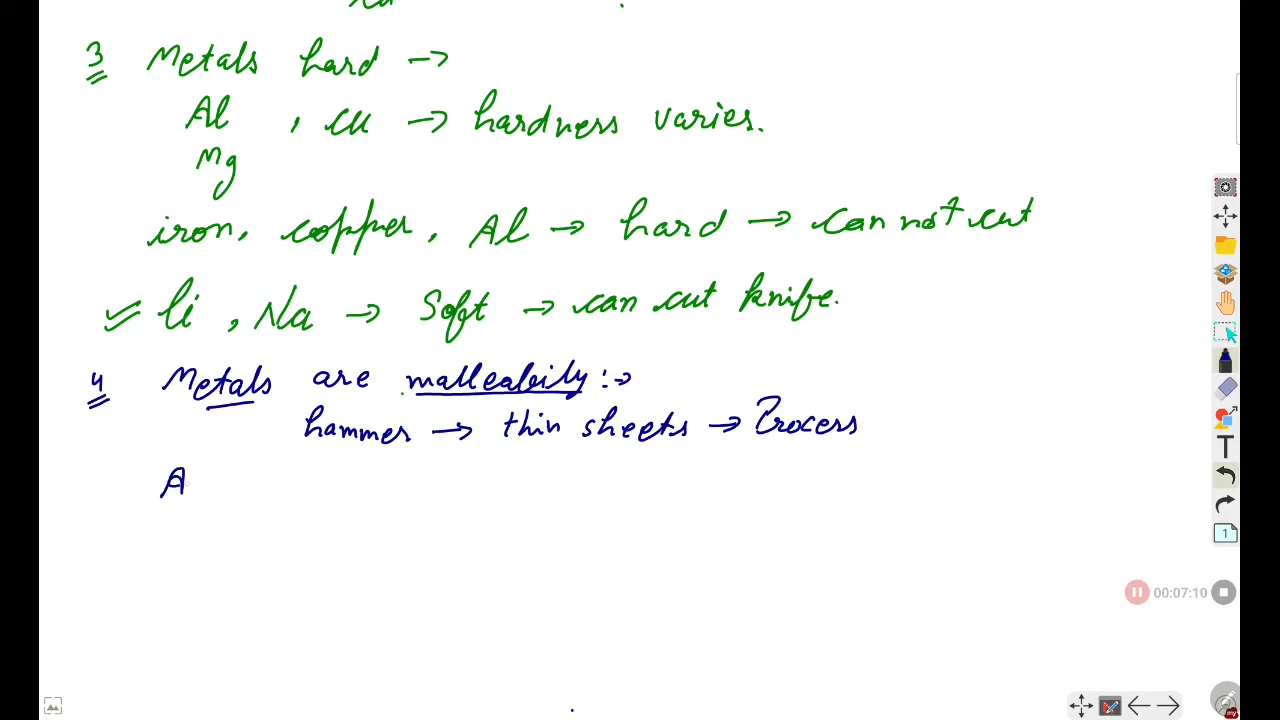 3 Metals hard →
Al , cu → hardness varies.
Mg
iron, copper, Al → hard → can not cut
li , Na → Soft → can cut knife.
4 Metals are malleabily :→
hammer → thin sheets → Process
A
T
1
00:07:10